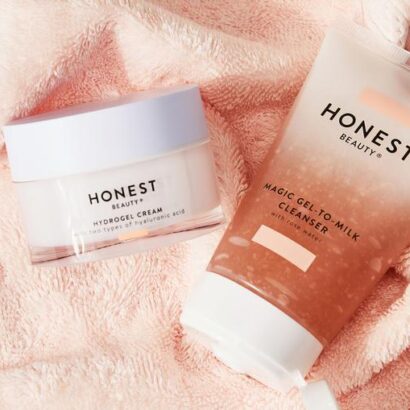 HONEST
BEAUTY®
HYDROGEL CREAM
two types of hyaluronic acid
HONEST
BEAUTY®
MAGIC GEL-TO-MILK
CLEANSER
with rose water